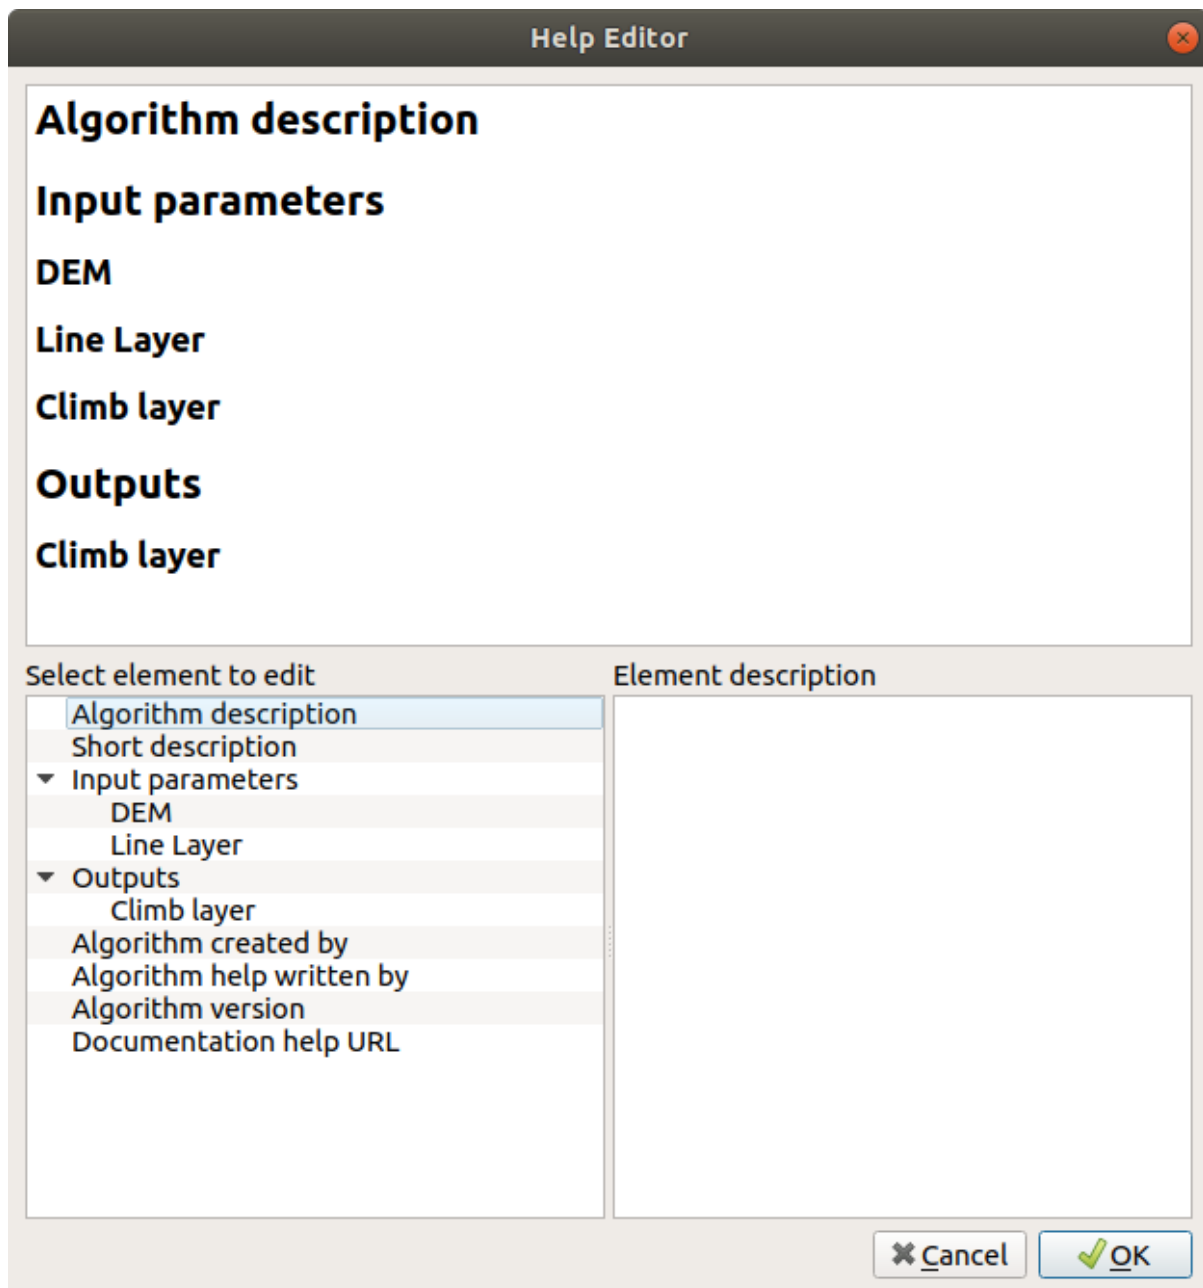 Help Editor
Algorithm description
Input parameters
DEM
Line Layer
Climb layer
Outputs
Climb layer
Select element to edit
Algorithm description
Short description
Input parameters
DEM
Line Layer
Outputs
Climb layer
Algorithm created by
Algorithm help written by
Algorithm version
Documentation help URL
Element description
Cancel
OK